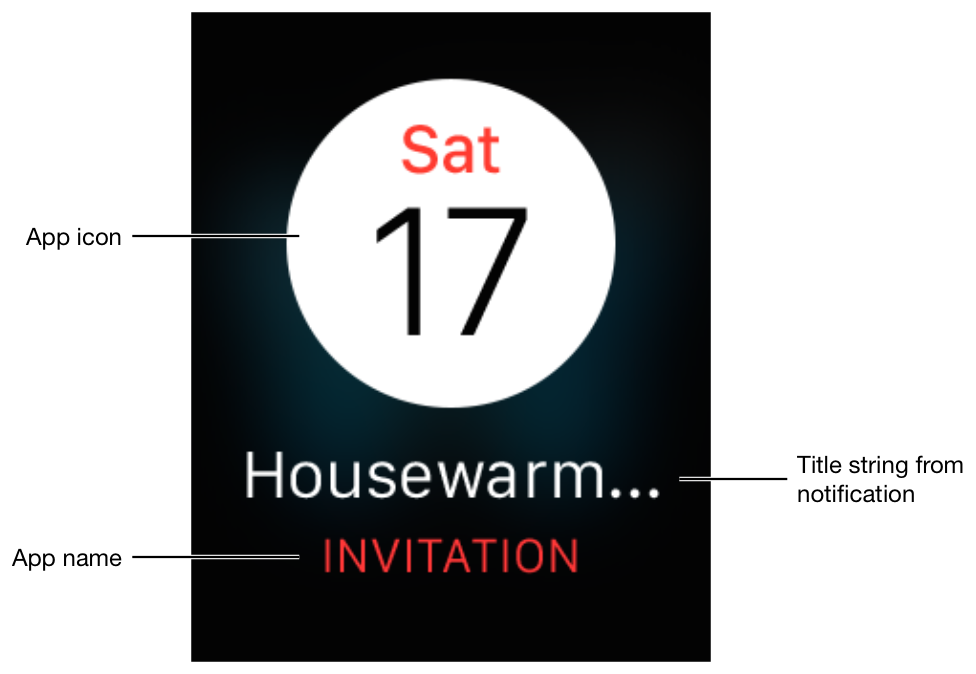 Sat
17
App icon
Housewarm...
Title string from
notification
App name
INVITATION